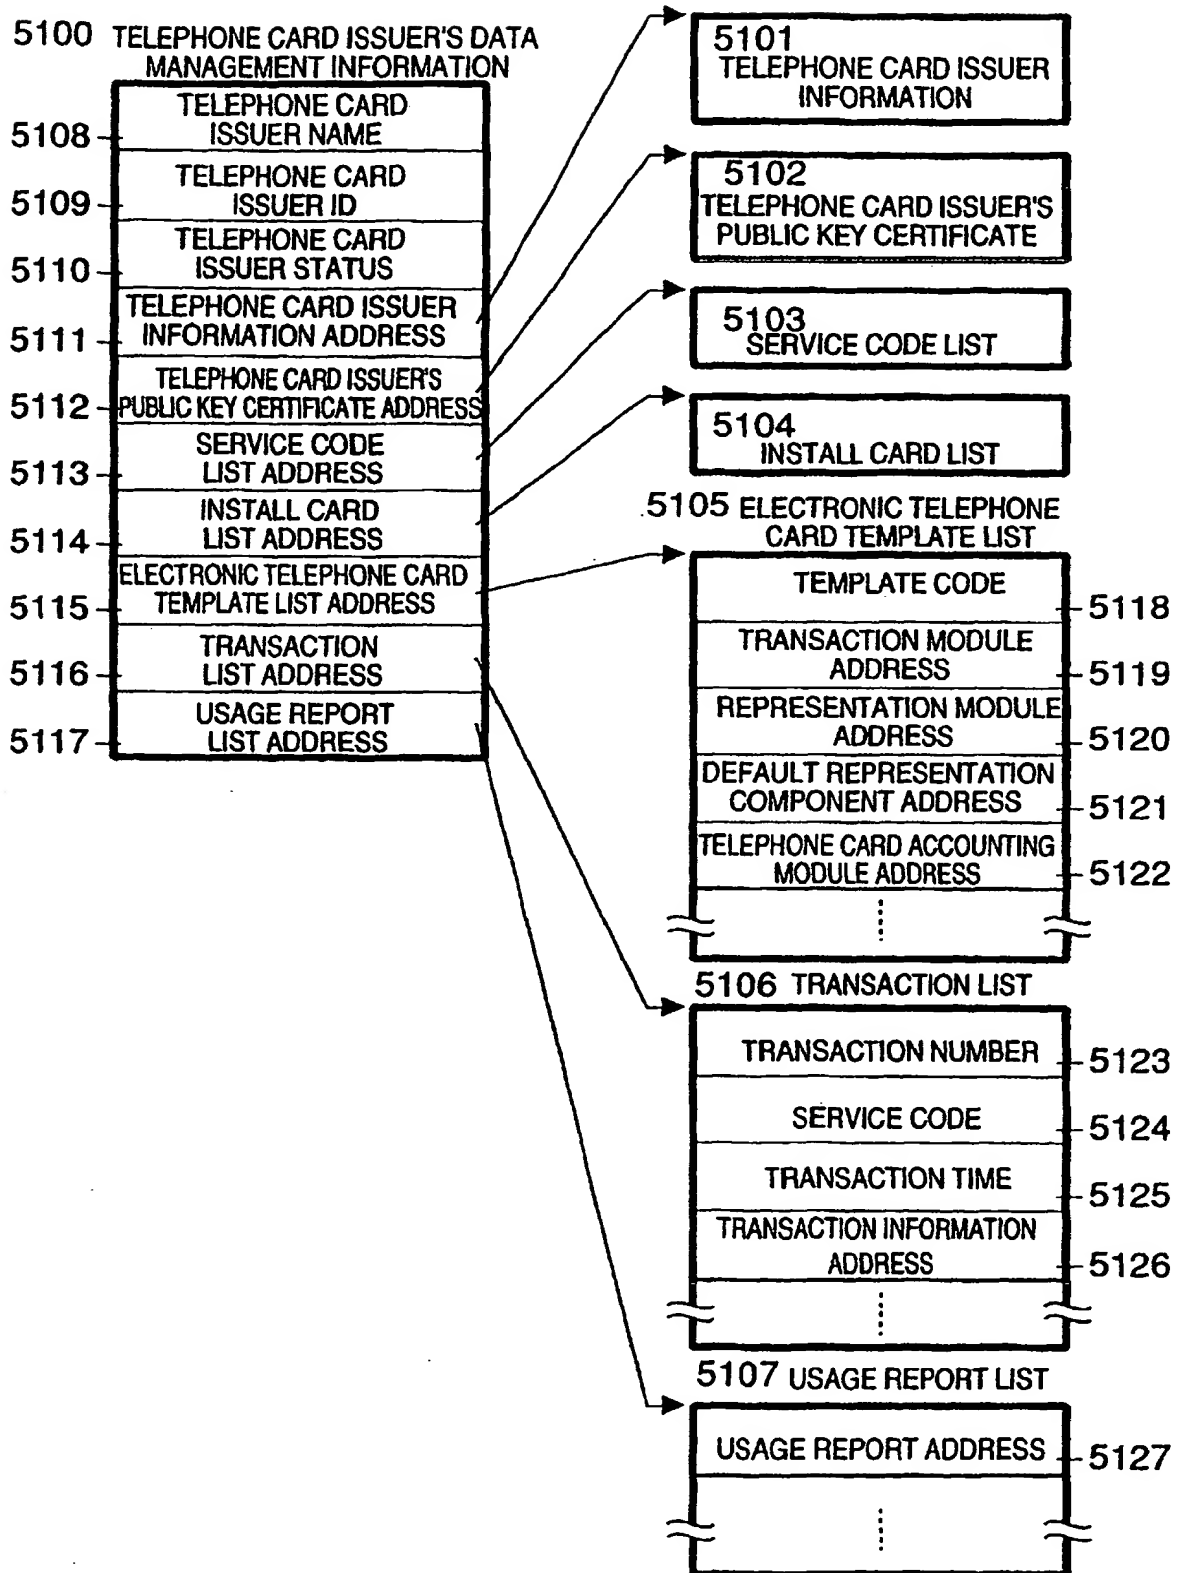 5100 TELEPHONE CARD ISSUER'S DATA
MANAGEMENT INFORMATION
TELEPHONE CARD
ISSUER NAME
5108
TELEPHONE CARD
ISSUER ID
5109
TELEPHONE CARD
ISSUER STATUS
5110
TELEPHONE CARD ISSUER
INFORMATION ADDRESS
5111
TELEPHONE CARD ISSUER'S
PUBLIC KEY CERTIFICATE ADDRESS
5112
SERVICE CODE
LIST ADDRESS
5113
INSTALL CARD
LIST ADDRESS
5114
ELECTRONIC TELEPHONE CARD
TEMPLATE LIST ADDRESS
5115
TRANSACTION
LIST ADDRESS
5116
USAGE REPORT
LIST ADDRESS
5117
5101
TELEPHONE CARD ISSUER
INFORMATION
5102
TELEPHONE CARD ISSUER'S
PUBLIC KEY CERTIFICATE
5103
SERVICE CODE LIST
5104
INSTALL CARD LIST
5105 ELECTRONIC TELEPHONE
CARD TEMPLATE LIST
TEMPLATE CODE
5118
TRANSACTION MODULE
ADDRESS
5119
REPRESENTATION MODULE
ADDRESS
5120
DEFAULT REPRESENTATION
COMPONENT ADDRESS
5121
TELEPHONE CARD ACCOUNTING
MODULE ADDRESS
5122
5106 TRANSACTION LIST
TRANSACTION NUMBER
5123
SERVICE CODE
5124
TRANSACTION TIME
5125
TRANSACTION INFORMATION
ADDRESS
5126
5107 USAGE REPORT LIST
USAGE REPORT ADDRESS
5127